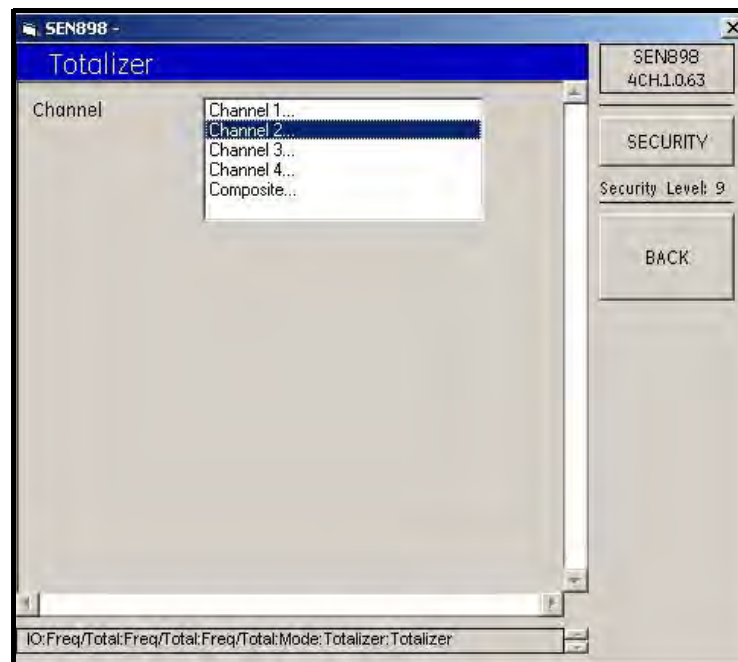 SEN898 -
Totalizer
Channel
Channel 1...
Channel 2...
Channel 3...
Channel 4...
Composite...
SEN898
4CH.1.0.63
SECURITY
Security Level: 9
BACK
IO:Freq/Total:Freq/Total:Freq/Total:Mode:Totalizer:Totalizer